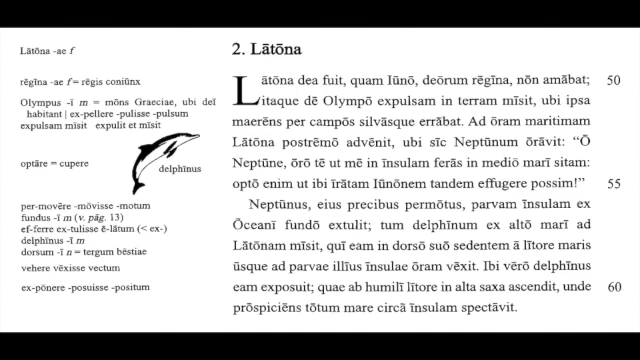 Lātōna -ae f
rēgīna -ae f = rēgis coniūnx
Olympus -ī m = mōns Graeciae, ubi deī
habitant | ex-pellere -pulisse -pulsum
expulsam mīsit expulit et mīsit
optāre = cupere
delphīnus
per-movēre -mōvisse -mōtum
fundus -ī m (v. pāg. 13)
ef-ferre ex-tulisse ē-lātum (< ex-)
delphīnus -ī m
dorsum -ī n = tergum bēstiae
vehere vēxisse vectum
ex-pōnere -posuisse -positum
2. Lātōna
Lātōna dea fuit, quam Iūnō, deōrum rēgīna, nōn amābat; 50
itaque dē Olympō expulsam in terram mīsit, ubi ipsa
maerēns per campōs silvāsque errābat. Ad ōram maritimam
Lātōna postrēmō advēnit, ubi sīc Neptūnum ōrāvit: “Ō
Neptūne, ōrō tē ut mē in īnsulam ferās in mediō marī sitam:
optō enim ut ibi īrātam Iūnōnem tandem effugere possim!” 55
Neptūnus, eius precibus permōtus, parvam īnsulam ex
Ōceanī fundō extulit; tum delphīnum ex altō marī ad
Lātōnam mīsit, quī eam in dorsō suō sedentem ā lītore maris
ūsque ad parvae illīus īnsulae ōram vēxit. Ibi vērō delphīnus
eam exposuit; quae ab humilī lītore in alta saxa ascendit, unde 60
prōspiciēns tōtum mare circā īnsulam spectāvit.